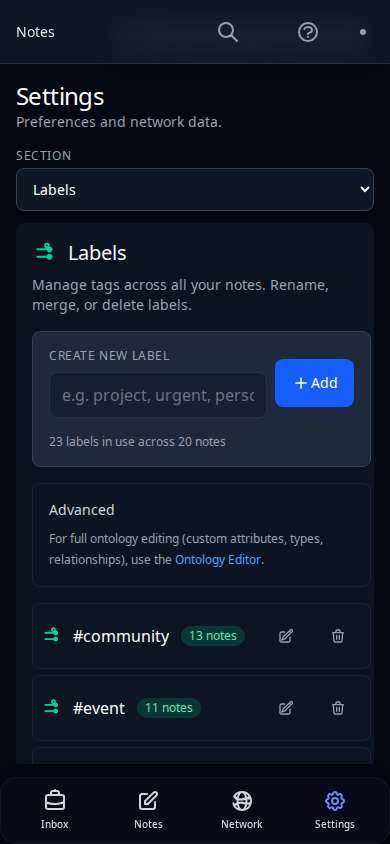 Notes
Settings
Preferences and network data.
SECTION
Labels
Labels
Manage tags across all your notes. Rename,
merge, or delete labels.
CREATE NEW LABEL
e.g. project, urgent, persc
Add
23 labels in use across 20 notes
Advanced
For full ontology editing (custom attributes, types,
relationships), use the Ontology Editor.
#community 13 notes
#event 11 notes
Inbox Notes Network Settings